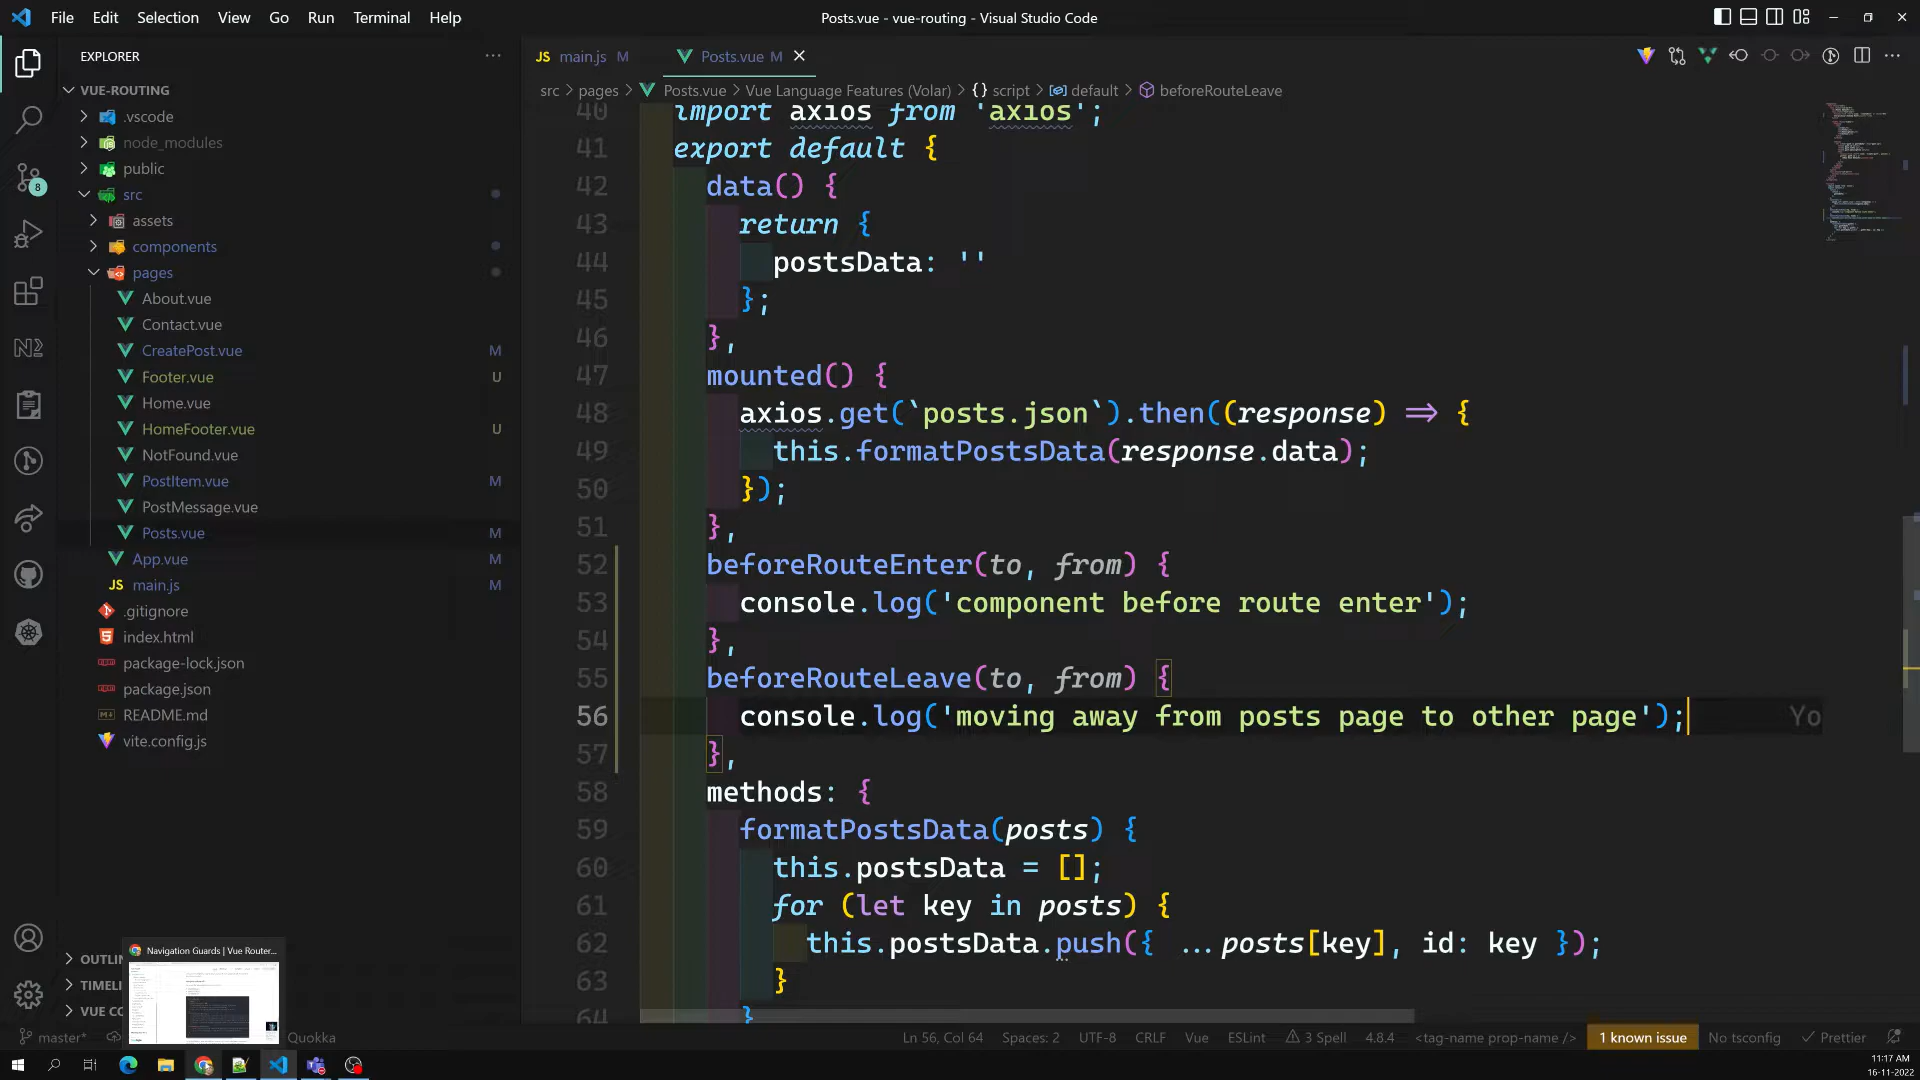 File Edit Selection View Go Run Terminal Help
Posts.vue - vue-routing - Visual Studio Code
EXPLORER
VUE-ROUTING
.vscode
node_modules
public
src
assets
components
pages
About.vue
Contact.vue
CreatePost.vue M
Footer.vue U
Home.vue
HomeFooter.vue U
NotFound.vue
PostItem.vue M
PostMessage.vue
Posts.vue M
App.vue M
JS main.js M
.gitignore
index.html
package-lock.json
package.json
README.md
vite.config.js
8
JS main.js M
Posts.vue M
src > pages > Posts.vue > Vue Language Features (Volar) > {} script > default > beforeRouteLeave
40 import axios from 'axios';
41 export default {
42 data() {
43 return {
44 postsData: ''
45 };
46 },
47 mounted() {
48 axios.get(`posts.json`).then((response) => {
49 this.formatPostsData(response.data);
50 });
51 },
52 beforeRouteEnter(to, from) {
53 console.log('component before route enter');
54 },
55 beforeRouteLeave(to, from) {
56 console.log('moving away from posts page to other page'); Yo
57 },
58 methods: {
59 formatPostsData(posts) {
60 this.postsData = [];
61 for (let key in posts) {
62 this.postsData.push({ ...posts[key], id: key });
63 }
64 }
OUTLIN
TIMELI
VUE CO
Navigation Guards | Vue Router...
master* Quokka
Ln 56, Col 64 Spaces: 2 UTF-8 CRLF Vue ESLint 3 Spell 4.8.4 <tag-name prop-name /> 1 known issue No tsconfig Prettier
11:17 AM
16-11-2022